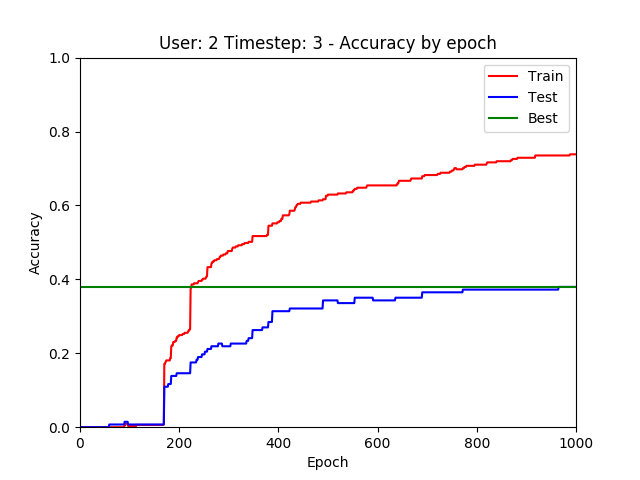 User: 2 Timestep: 3 - Accuracy by epoch
1.0
0.8
0.6
0.4
0.2
0.0
Accuracy
Train
Test
Best
0 200 400 600 800 1000
Epoch